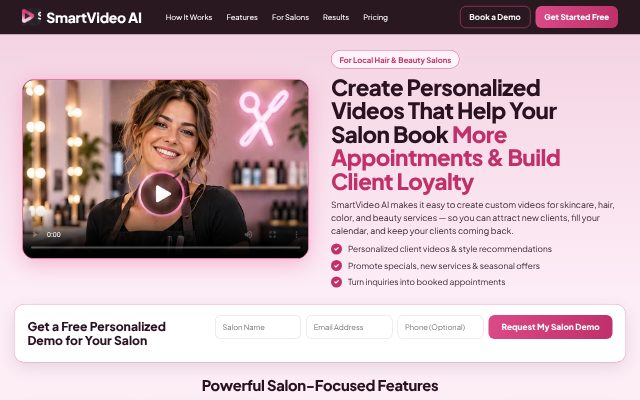 SmartVideo AI
How It Works
Features
For Salons
Results
Pricing
Book a Demo
Get Started Free
For Local Hair & Beauty Salons
Create Personalized
Videos That Help Your
Salon Book More
Appointments & Build
Client Loyalty
SmartVideo AI makes it easy to create custom videos for skincare, hair,
color, and beauty services — so you can attract new clients, fill your
calendar, and keep your clients coming back.
Personalized client videos & style recommendations
Promote specials, new services & seasonal offers
Turn inquiries into booked appointments
0:00
Get a Free Personalized
Demo for Your Salon
Salon Name
Email Address
Phone (Optional)
Request My Salon Demo
Powerful Salon-Focused Features